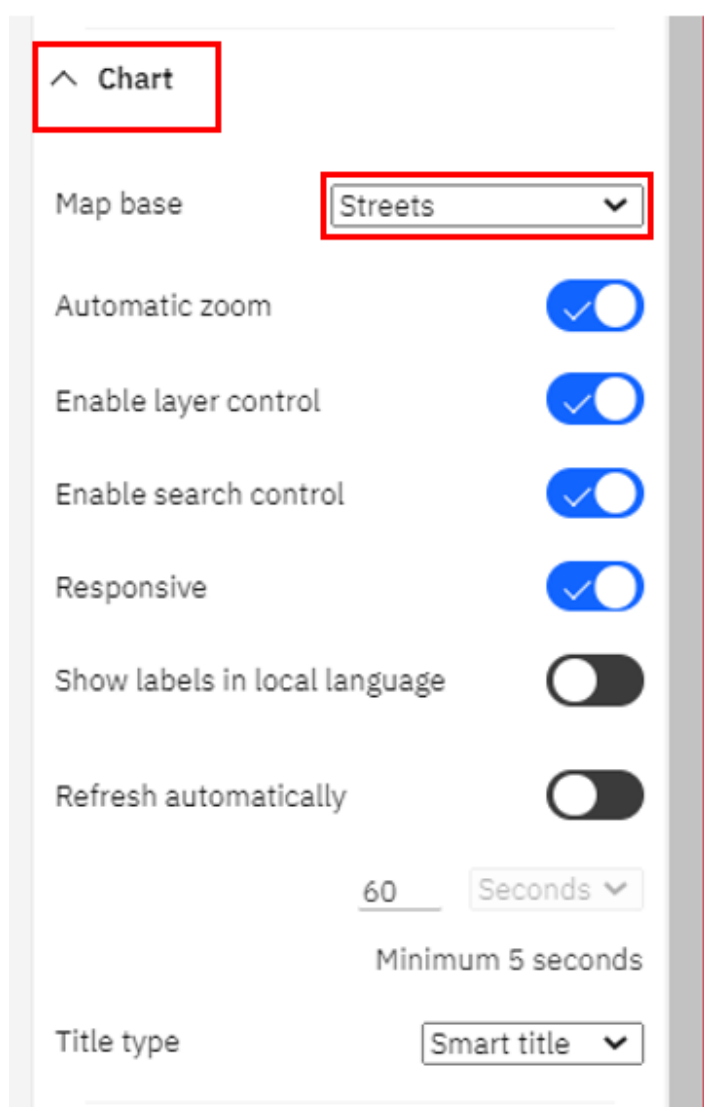 Chart
Map base Streets
Automatic zoom
Enable layer control
Enable search control
Responsive
Show labels in local language
Refresh automatically
60 Seconds
Minimum 5 seconds
Title type Smart title